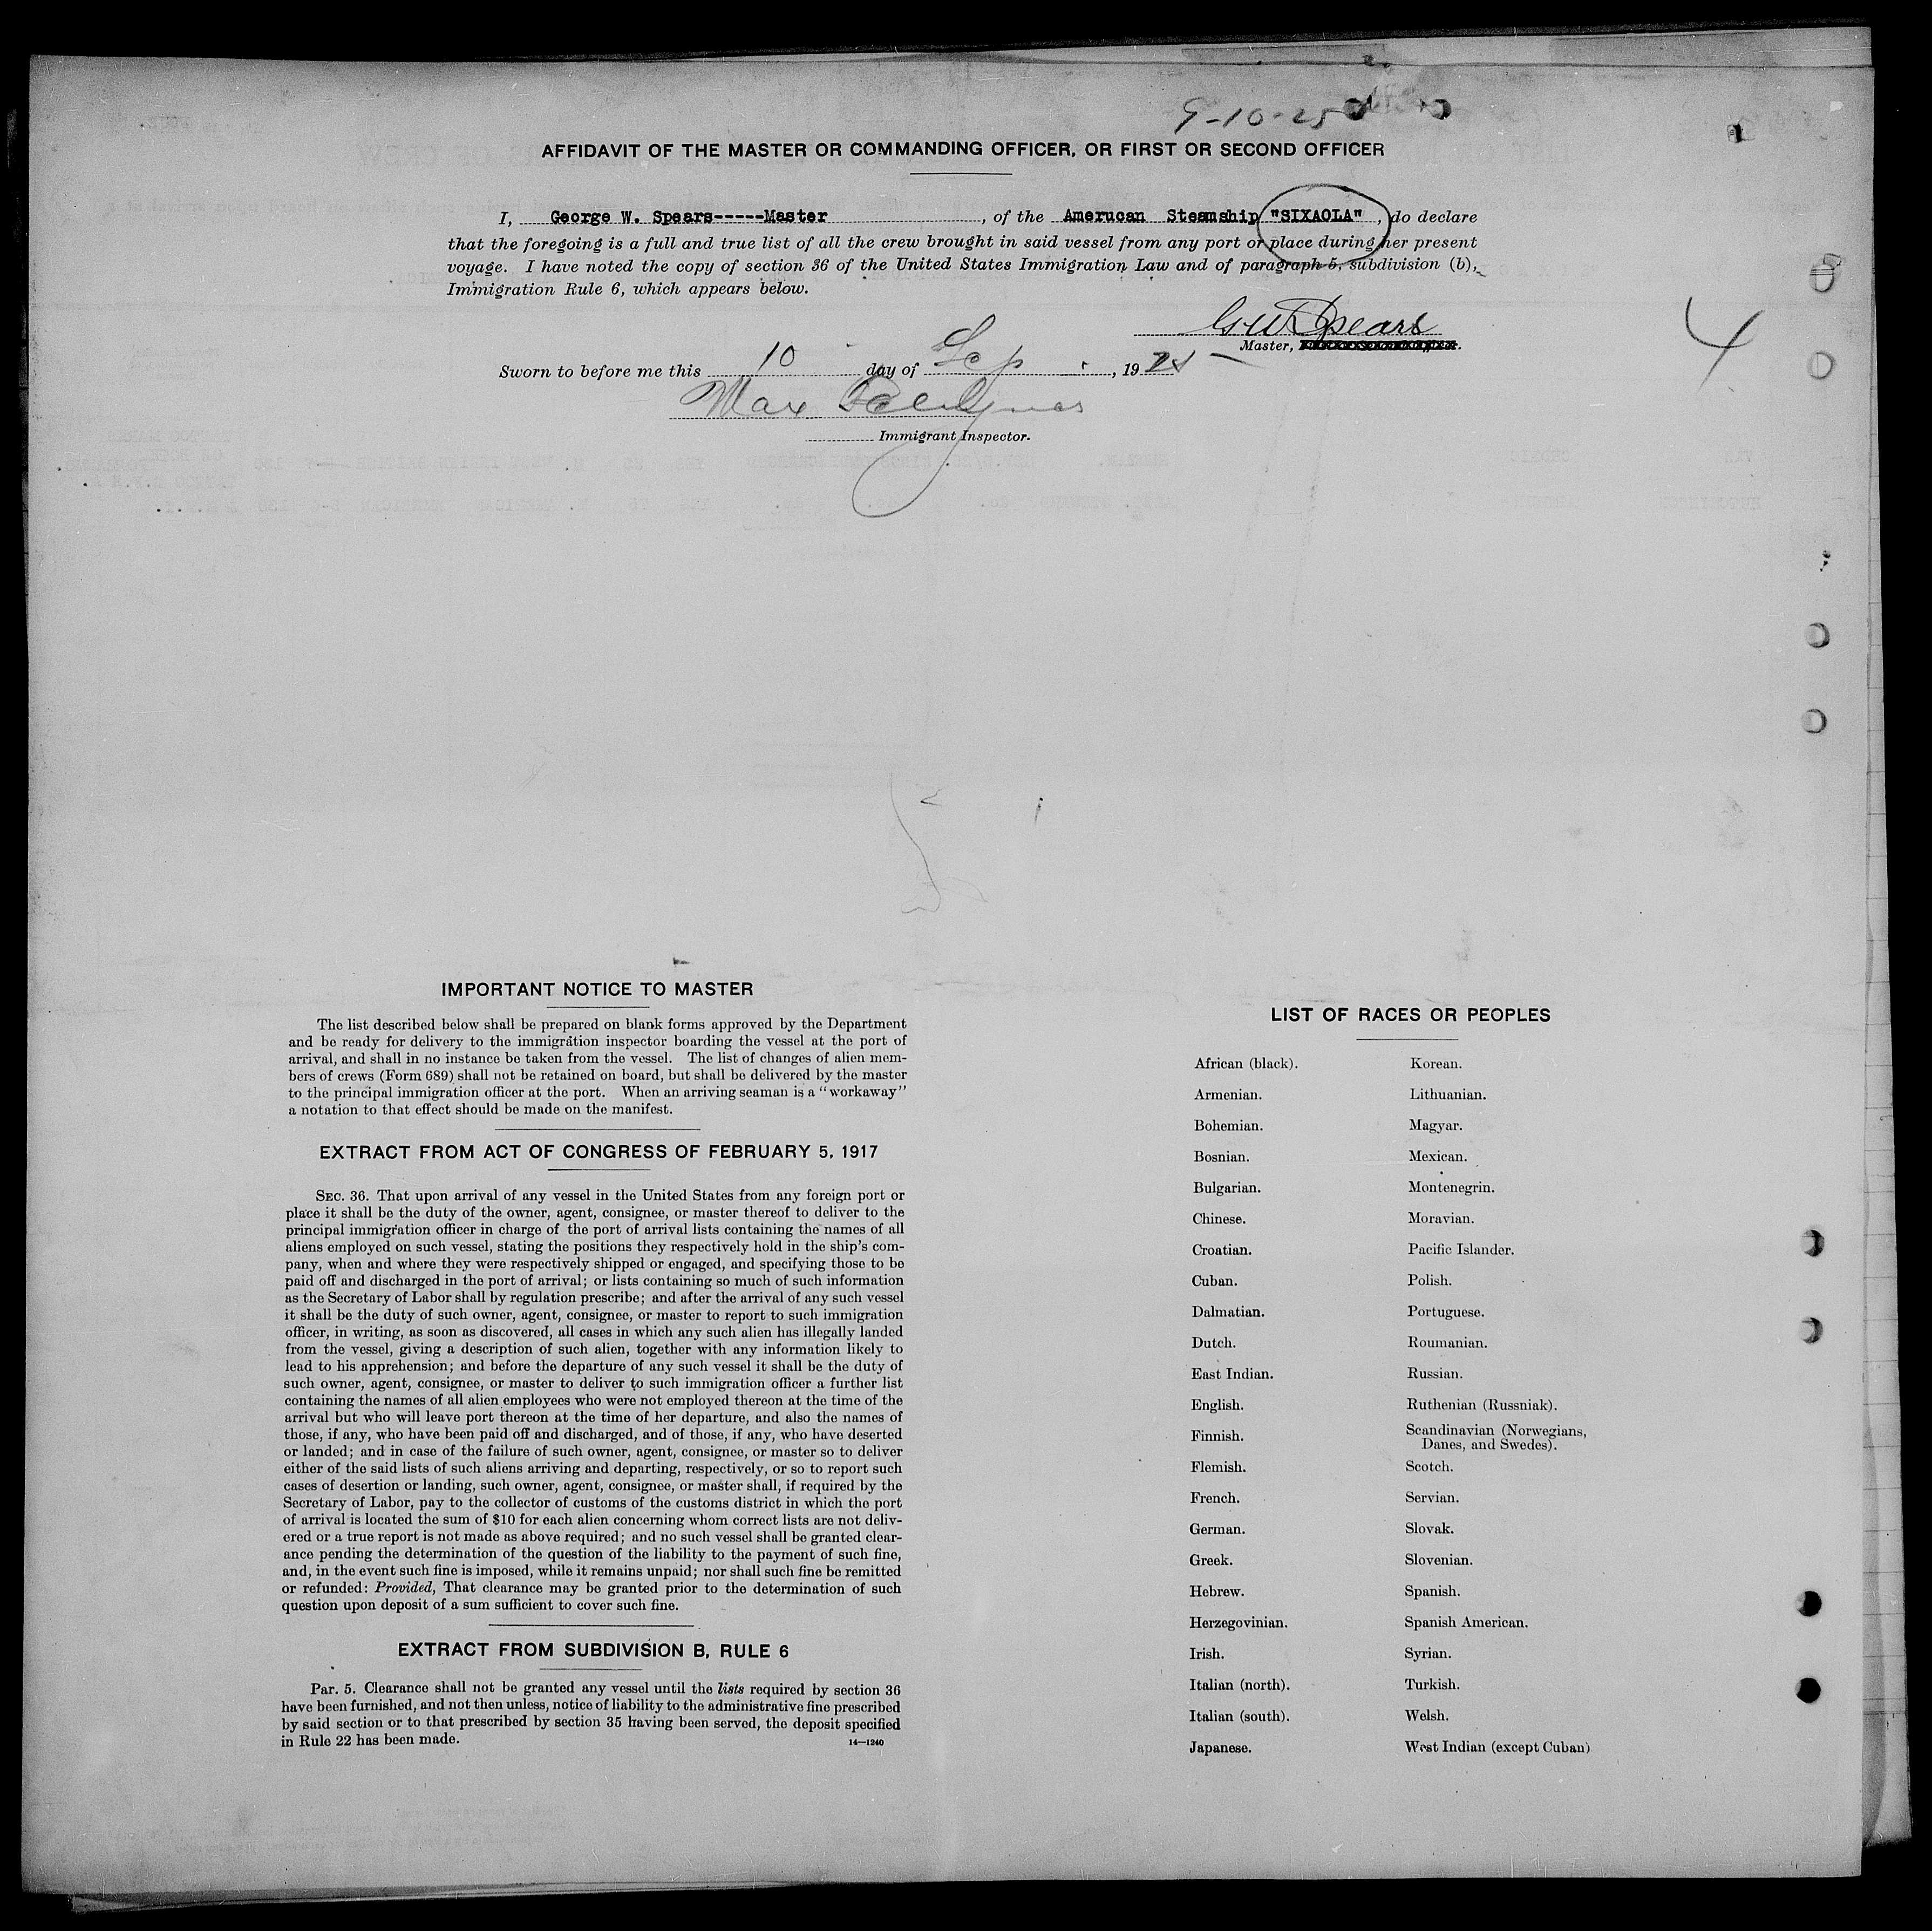 9-10-25
AFFIDAVIT OF THE MASTER OR COMMANDING OFFICER, OR FIRST OR SECOND OFFICER
I, George W. Spears-----Master, of the Amerucan Steamship "SIXAOLA", do declare
that the foregoing is a full and true list of all the crew brought in said vessel from any port or place during her present
voyage. I have noted the copy of section 36 of the United States Immigration Law and of paragraph 5, subdivision (b),
Immigration Rule 6, which appears below.
GW Spears
Master,
4
Sworn to before me this 10 day of Sep, 1925
Max
Immigrant Inspector.
IMPORTANT NOTICE TO MASTER
The list described below shall be prepared on blank forms approved by the Department
and be ready for delivery to the immigration inspector boarding the vessel at the port of
arrival, and shall in no instance be taken from the vessel. The list of changes of alien mem-
bers of crews (Form 689) shall not be retained on board, but shall be delivered by the master
to the principal immigration officer at the port. When an arriving seaman is a "workaway"
a notation to that effect should be made on the manifest.
EXTRACT FROM ACT OF CONGRESS OF FEBRUARY 5, 1917
SEC. 36. That upon arrival of any vessel in the United States from any foreign port or
place it shall be the duty of the owner, agent, consignee, or master thereof to deliver to the
principal immigration officer in charge of the port of arrival lists containing the names of all
aliens employed on such vessel, stating the positions they respectively hold in the ship's com-
pany, when and where they were respectively shipped or engaged, and specifying those to be
paid off and discharged in the port of arrival; or lists containing so much of such information
as the Secretary of Labor shall by regulation prescribe; and after the arrival of any such vessel
it shall be the duty of such owner, agent, consignee, or master to report to such immigration
officer, in writing, as soon as discovered, all cases in which any such alien has illegally landed
from the vessel, giving a description of such alien, together with any information likely to
lead to his apprehension; and before the departure of any such vessel it shall be the duty of
such owner, agent, consignee, or master to deliver to such immigration officer a further list
containing the names of all alien employees who were not employed thereon at the time of the
arrival but who will leave port thereon at the time of her departure, and also the names of
those, if any, who have been paid off and discharged, and of those, if any, who have deserted
or landed; and in case of the failure of such owner, agent, consignee, or master so to deliver
either of the said lists of such aliens arriving and departing, respectively, or so to report such
cases of desertion or landing, such owner, agent, consignee, or master shall, if required by the
Secretary of Labor, pay to the collector of customs of the customs district in which the port
of arrival is located the sum of $10 for each alien concerning whom correct lists are not deliv-
ered or a true report is not made as above required; and no such vessel shall be granted clear-
ance pending the determination of the question of the liability to the payment of such fine,
and, in the event such fine is imposed, while it remains unpaid; nor shall such fine be remitted
or refunded: Provided, That clearance may be granted prior to the determination of such
question upon deposit of a sum sufficient to cover such fine.
EXTRACT FROM SUBDIVISION B, RULE 6
Par. 5. Clearance shall not be granted any vessel until the lists required by section 36
have been furnished, and not then unless, notice of liability to the administrative fine prescribed
by said section or to that prescribed by section 35 having been served, the deposit specified
in Rule 22 has been made.
14—1240
LIST OF RACES OR PEOPLES
African (black).
Armenian.
Bohemian.
Bosnian.
Bulgarian.
Chinese.
Croatian.
Cuban.
Dalmatian.
Dutch.
East Indian.
English.
Finnish.
Flemish.
French.
German.
Greek.
Hebrew.
Herzegovinian.
Irish.
Italian (north).
Italian (south).
Japanese.
Korean.
Lithuanian.
Magyar.
Mexican.
Montenegrin.
Moravian.
Pacific Islander.
Polish.
Portuguese.
Roumanian.
Russian.
Ruthenian (Russniak).
Scandinavian (Norwegians,
Danes, and Swedes).
Scotch.
Servian.
Slovak.
Slovenian.
Spanish.
Spanish American.
Syrian.
Turkish.
Welsh.
West Indian (except Cuban)